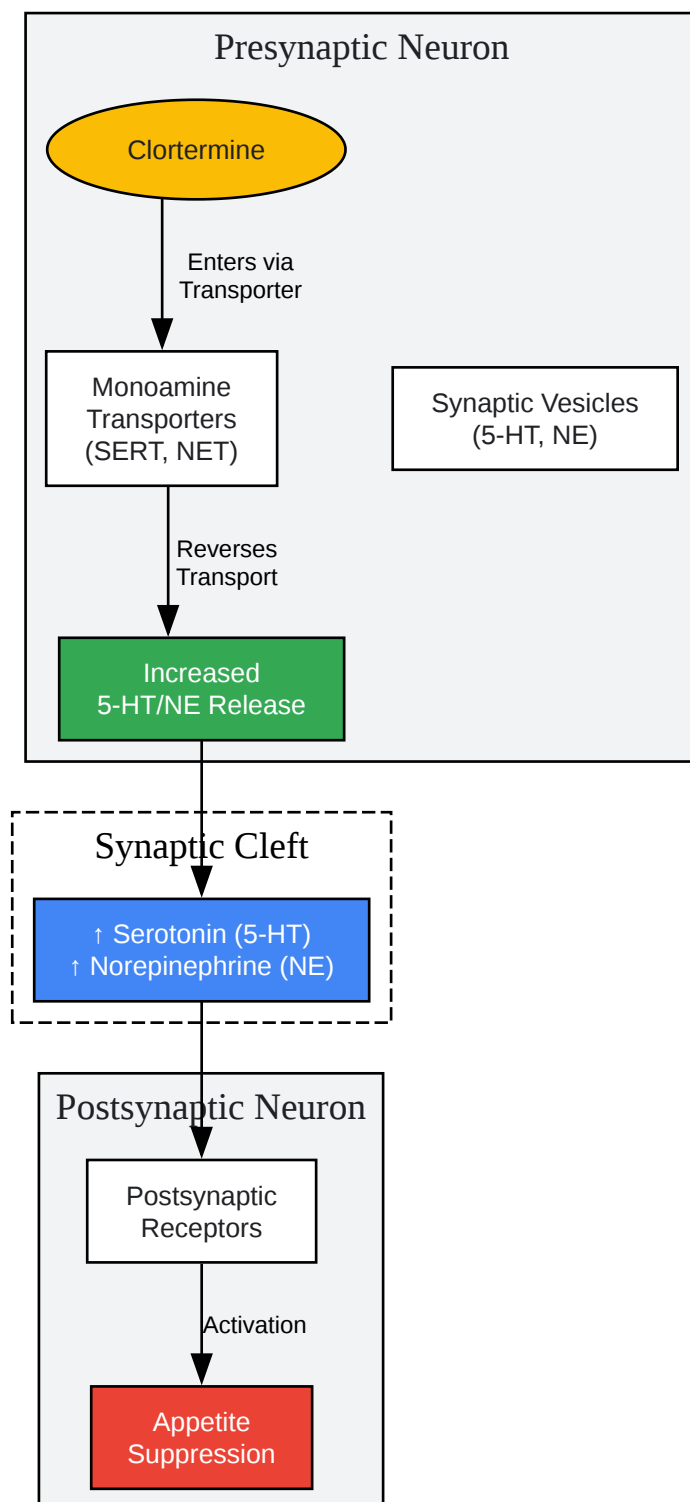 Presynaptic Neuron
Clortermine
Enters via
Transporter
Monoamine
Transporters
(SERT, NET)
Synaptic Vesicles
(5-HT, NE)
Reverses
Transport
Increased
5-HT/NE Release
Synaptic Cleft
↑ Serotonin (5-HT)
↑ Norepinephrine (NE)
Postsynaptic Neuron
Postsynaptic
Receptors
Activation
Appetite
Suppression